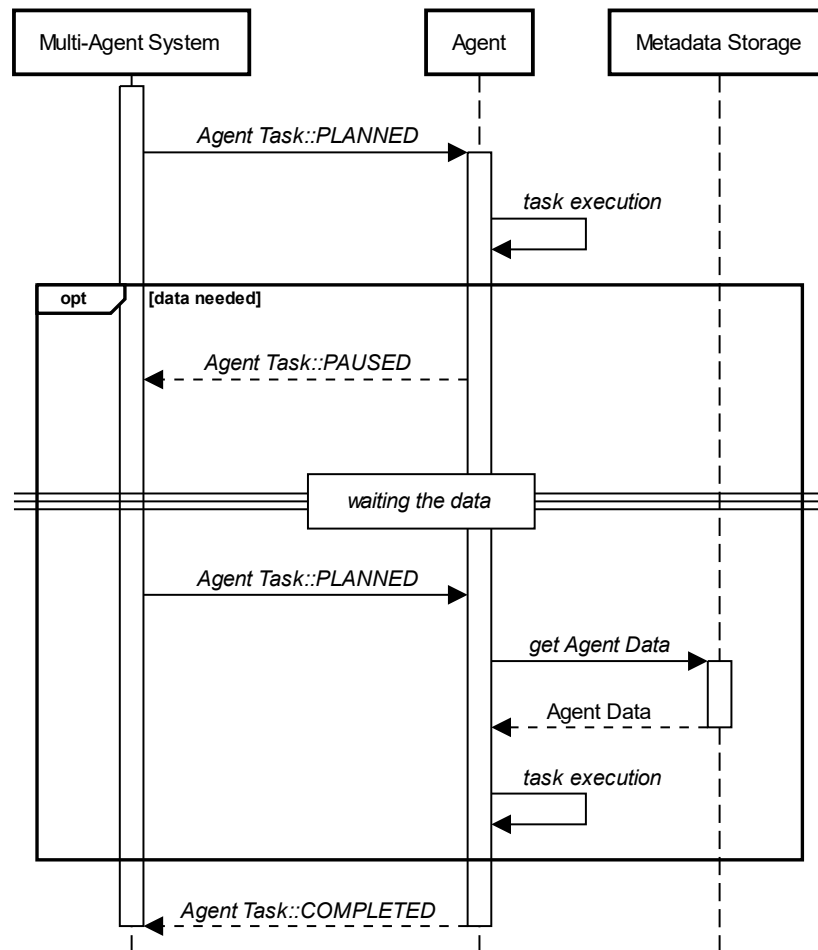 Multi-Agent System
Agent
Metadata Storage
Agent Task::PLANNED
task execution
opt
[data needed]
Agent Task::PAUSED
waiting the data
Agent Task::PLANNED
get Agent Data
Agent Data
task execution
Agent Task::COMPLETED